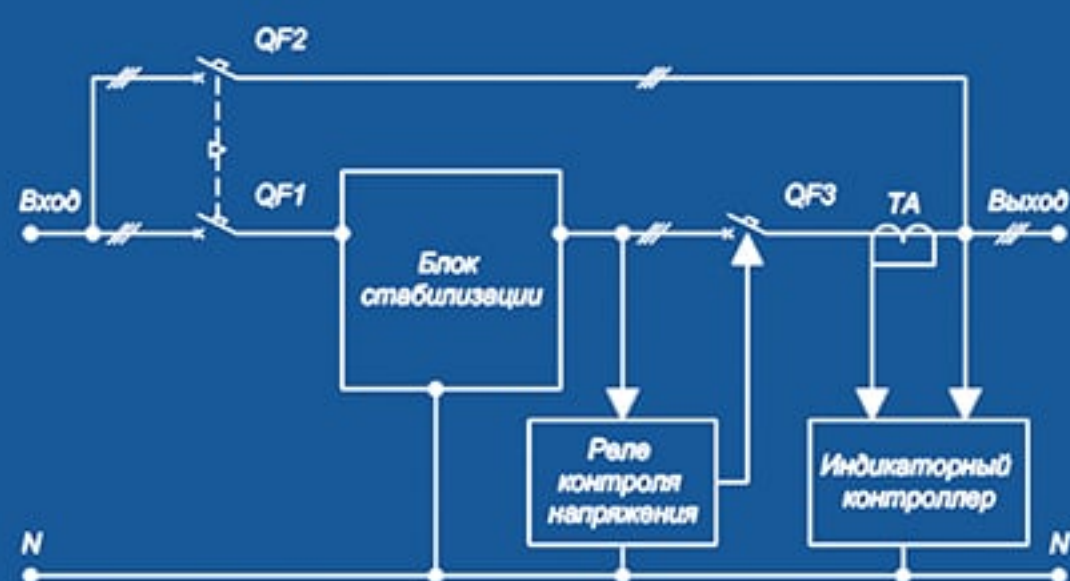 QF2
Вход
QF1
QF3
TA
Выход
Блок
стабилизации
Реле
контроля
напряжения
Индикаторный
контроллер
N
N